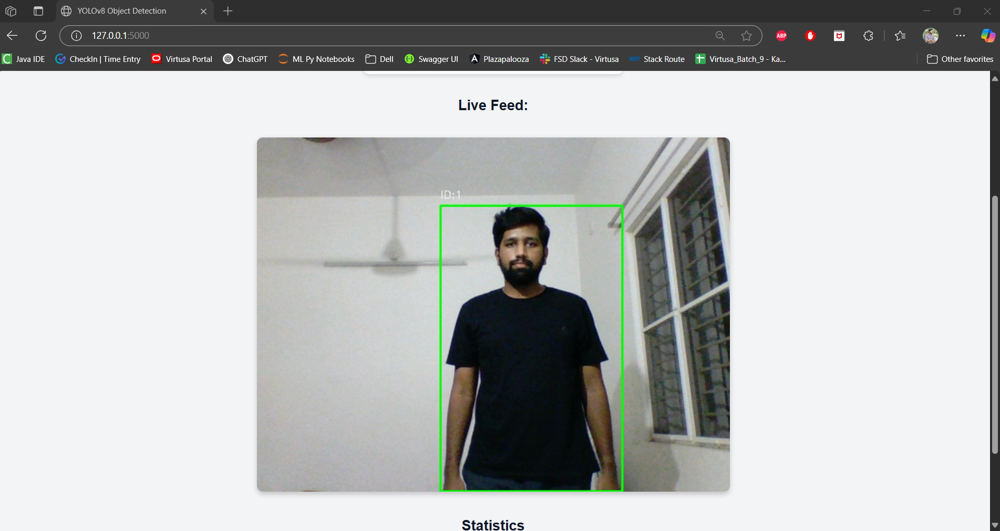 YOLOv8 Object Detection
127.0.0.1:5000
ABP
Java IDE CheckIn | Time Entry Virtusa Portal ChatGPT ML Py Notebooks Dell Swagger UI Plazapalooza FSD Slack - Virtusa Stack Route Virtusa_Batch_9 - Ka... Other favorites
Live Feed:
ID:1
Statistics